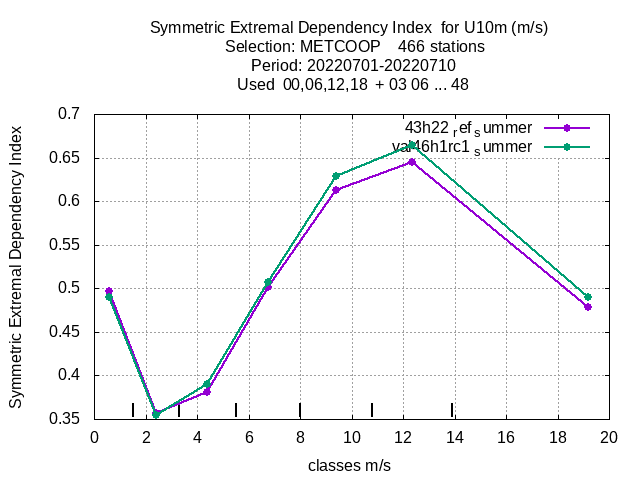 Symmetric Extremal Dependency Index  for U10m (m/s)
Selection: METCOOP    466 stations
Period: 20220701-20220710
Used  00,06,12,18  + 03 06 ... 48
Symmetric Extremal Dependency Index
0.7
0.65
0.6
0.55
0.5
0.45
0.4
0.35
43h22 ref summer
val46h1rc1 summer
0 2 4 6 8 10 12 14 16 18 20
classes m/s